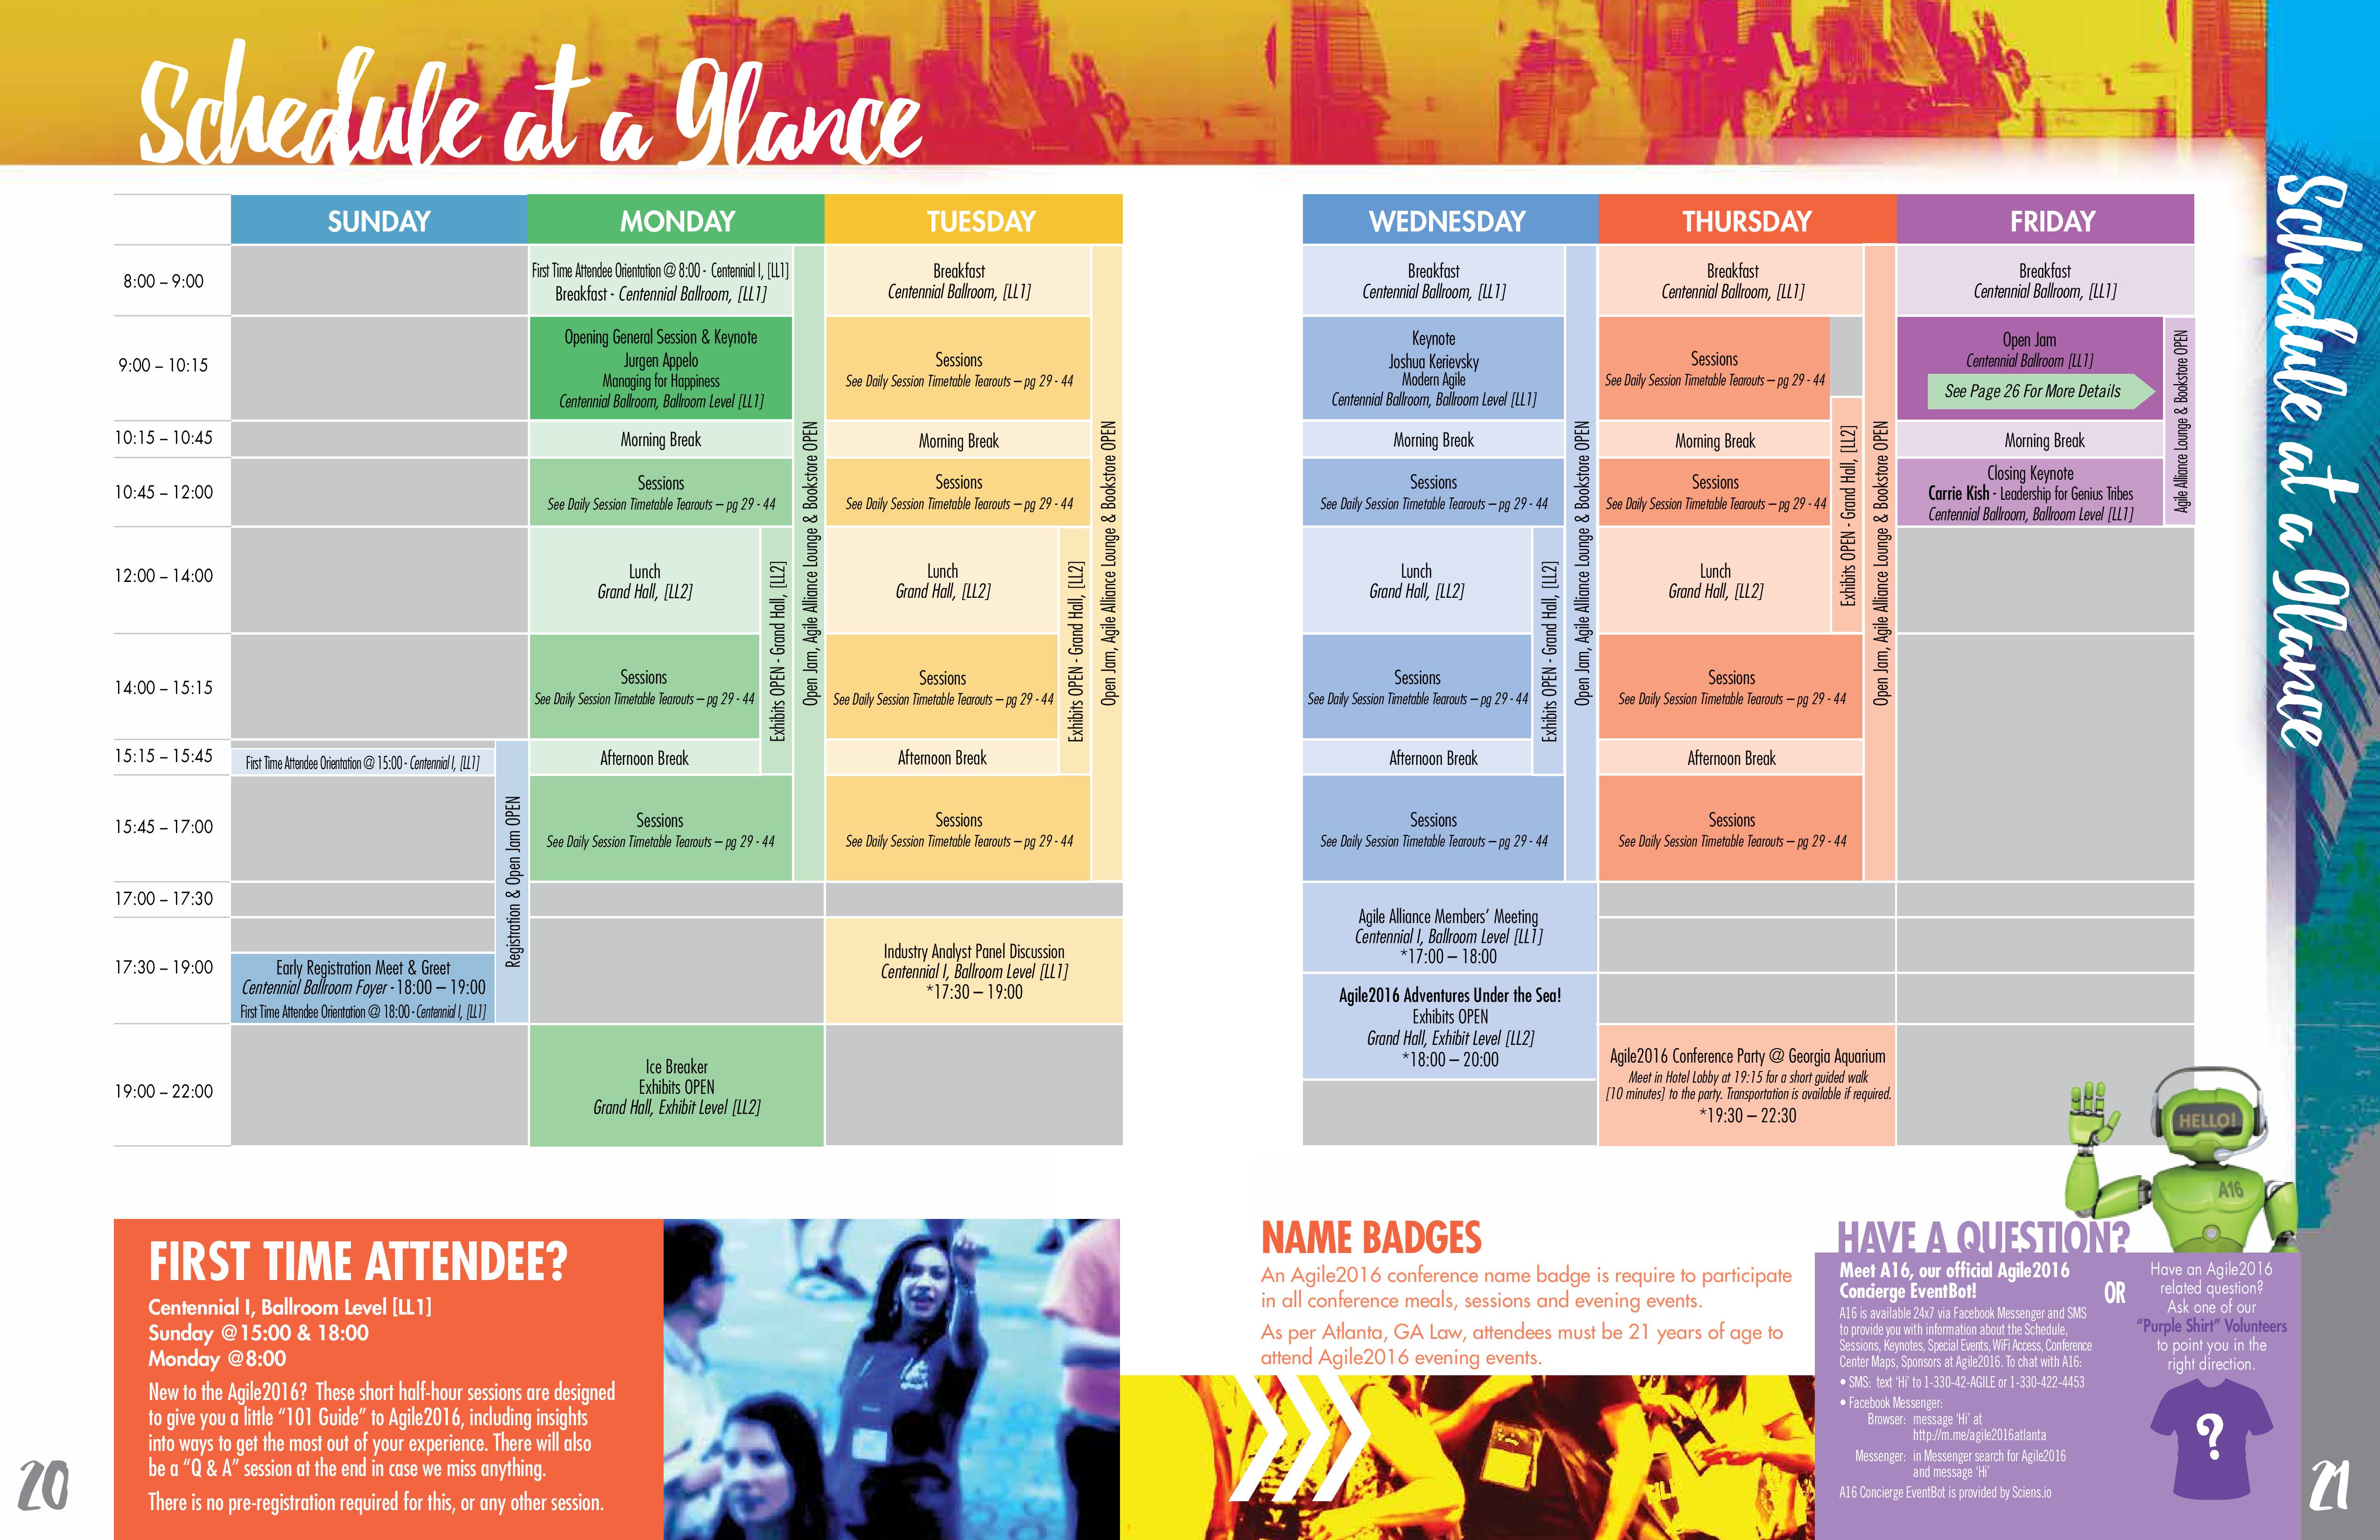 Schedule at a Glance
SUNDAY
MONDAY
TUESDAY
WEDNESDAY
THURSDAY
FRIDAY
8:00 – 9:00
First Time Attendee Orientation @ 8:00 - Centennial I, [LL1]
Breakfast - Centennial Ballroom, [LL1]
Breakfast
Centennial Ballroom, [LL1]
Breakfast
Centennial Ballroom, [LL1]
Breakfast
Centennial Ballroom, [LL1]
Breakfast
Centennial Ballroom, [LL1]
9:00 – 10:15
Opening General Session & Keynote
Jurgen Appelo
Managing for Happiness
Centennial Ballroom, Ballroom Level [LL1]
Sessions
See Daily Session Timetable Tearouts – pg 29 - 44
Keynote
Joshua Kerievsky
Modern Agile
Centennial Ballroom, Ballroom Level [LL1]
Sessions
See Daily Session Timetable Tearouts – pg 29 - 44
Open Jam
Centennial Ballroom [LL1]
See Page 26 For More Details
10:15 – 10:45
Morning Break
Morning Break
Morning Break
Morning Break
Morning Break
10:45 – 12:00
Sessions
See Daily Session Timetable Tearouts – pg 29 - 44
Sessions
See Daily Session Timetable Tearouts – pg 29 - 44
Sessions
See Daily Session Timetable Tearouts – pg 29 - 44
Sessions
See Daily Session Timetable Tearouts – pg 29 - 44
Closing Keynote
Carrie Kish - Leadership for Genius Tribes
Centennial Ballroom, Ballroom Level [LL1]
12:00 – 14:00
Lunch
Grand Hall, [LL2]
Lunch
Grand Hall, [LL2]
Lunch
Grand Hall, [LL2]
Lunch
Grand Hall, [LL2]
14:00 – 15:15
Sessions
See Daily Session Timetable Tearouts – pg 29 - 44
Sessions
See Daily Session Timetable Tearouts – pg 29 - 44
Sessions
See Daily Session Timetable Tearouts – pg 29 - 44
Sessions
See Daily Session Timetable Tearouts – pg 29 - 44
15:15 – 15:45
First Time Attendee Orientation @ 15:00 - Centennial I, [LL1]
Afternoon Break
Afternoon Break
Afternoon Break
Afternoon Break
15:45 – 17:00
Sessions
See Daily Session Timetable Tearouts – pg 29 - 44
Sessions
See Daily Session Timetable Tearouts – pg 29 - 44
Sessions
See Daily Session Timetable Tearouts – pg 29 - 44
Sessions
See Daily Session Timetable Tearouts – pg 29 - 44
17:00 – 17:30
17:30 – 19:00
Early Registration Meet & Greet
Centennial Ballroom Foyer - 18:00 – 19:00
First Time Attendee Orientation @ 18:00 - Centennial I, [LL1]
Industry Analyst Panel Discussion
Centennial I, Ballroom Level [LL1]
*17:30 – 19:00
Agile Alliance Members’ Meeting
Centennial I, Ballroom Level [LL1]
*17:00 – 18:00
Agile2016 Adventures Under the Sea!
Exhibits OPEN
Grand Hall, Exhibit Level [LL2]
*18:00 – 20:00
19:00 – 22:00
Ice Breaker
Exhibits OPEN
Grand Hall, Exhibit Level [LL2]
Agile2016 Conference Party @ Georgia Aquarium
Meet in Hotel Lobby at 19:15 for a short guided walk
[10 minutes] to the party. Transportation is available if required.
*19:30 – 22:30
Registration & Open Jam OPEN
Exhibits OPEN - Grand Hall, [LL2]
Open Jam, Agile Alliance Lounge & Bookstore OPEN
Exhibits OPEN - Grand Hall, [LL2]
Open Jam, Agile Alliance Lounge & Bookstore OPEN
Exhibits OPEN - Grand Hall, [LL2]
Open Jam, Agile Alliance Lounge & Bookstore OPEN
Exhibits OPEN - Grand Hall, [LL2]
Open Jam, Agile Alliance Lounge & Bookstore OPEN
Agile Alliance Lounge & Bookstore OPEN
Schedule at a Glance
FIRST TIME ATTENDEE?
Centennial I, Ballroom Level [LL1]
Sunday @15:00 & 18:00
Monday @8:00
New to the Agile2016? These short half-hour sessions are designed
to give you a little “101 Guide” to Agile2016, including insights
into ways to get the most out of your experience. There will also
be a “Q & A” session at the end in case we miss anything.
There is no pre-registration required for this, or any other session.
20
NAME BADGES
An Agile2016 conference name badge is require to participate
in all conference meals, sessions and evening events.
As per Atlanta, GA Law, attendees must be 21 years of age to
attend Agile2016 evening events.
HELLO!
A16
HAVE A QUESTION?
Meet A16, our official Agile2016
Concierge EventBot!
A16 is available 24x7 via Facebook Messenger and SMS
to provide you with information about the Schedule,
Sessions, Keynotes, Special Events, WiFi Access, Conference
Center Maps, Sponsors at Agile2016. To chat with A16:
• SMS: text ‘Hi’ to 1-330-42-AGILE or 1-330-422-4453
• Facebook Messenger:
Browser: message ‘Hi’ at
http://m.me/agile2016atlanta
Messenger: in Messenger search for Agile2016
and message ‘Hi’
A16 Concierge EventBot is provided by Sciens.io
OR
Have an Agile2016
related question?
Ask one of our
“Purple Shirt” Volunteers
to point you in the
right direction.
?
21